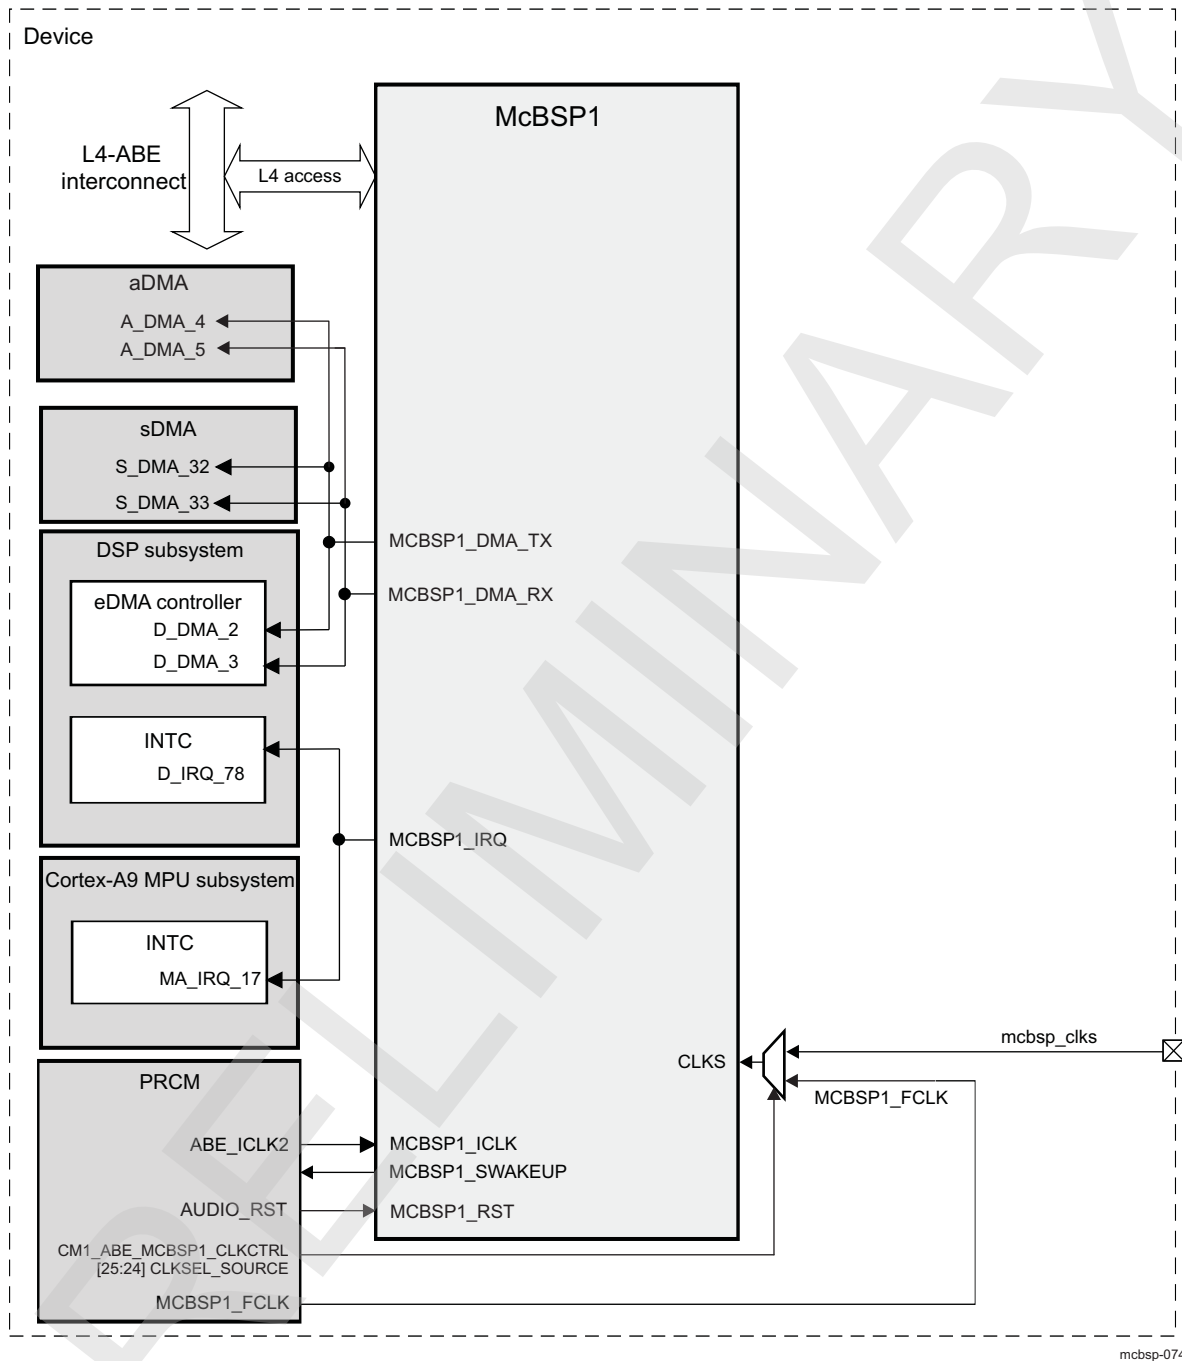 Device
McBSP1
L4-ABE
interconnect
L4 access
aDMA
A_DMA_4
A_DMA_5
sDMA
S_DMA_32
S_DMA_33
DSP subsystem
MCBSP1_DMA_TX
MCBSP1_DMA_RX
eDMA controller
D_DMA_2
D_DMA_3
INTC
D_IRQ_78
MCBSP1_IRQ
Cortex-A9 MPU subsystem
INTC
MA_IRQ_17
mcbsp_clks
CLKS
MCBSP1_FCLK
PRCM
ABE_ICLK2
MCBSP1_ICLK
MCBSP1_SWAKEUP
AUDIO_RST
MCBSP1_RST
CM1_ABE_MCBSP1_CLKCTRL
[25:24] CLKSEL_SOURCE
MCBSP1_FCLK
mcbsp-074
PRELIMINARY